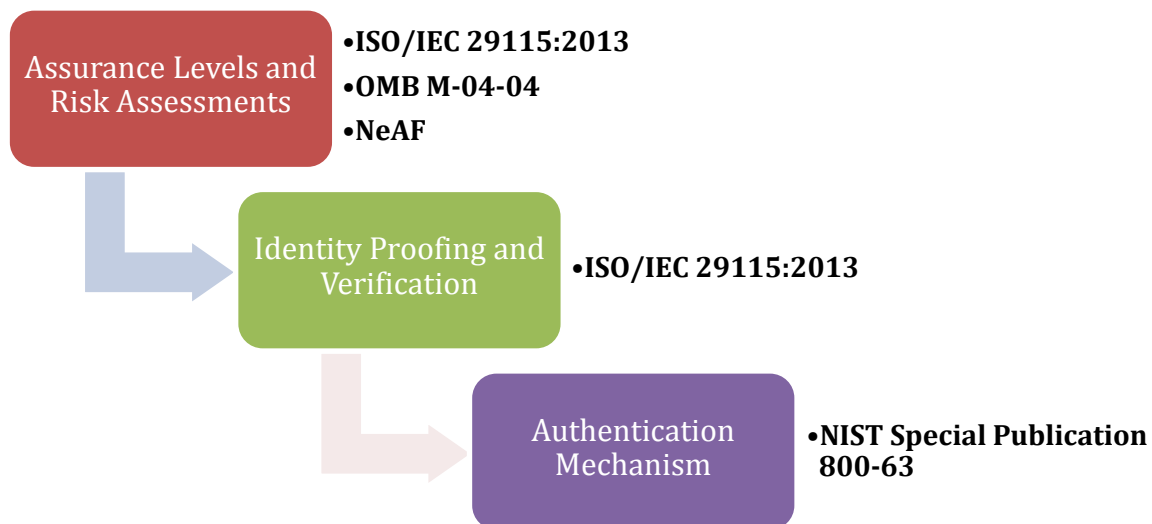 Assurance Levels and
Risk Assessments
•ISO/IEC 29115:2013
•OMB M-04-04
•NeAF
Identity Proofing and
Verification
•ISO/IEC 29115:2013
Authentication
Mechanism
•NIST Special Publication
800-63